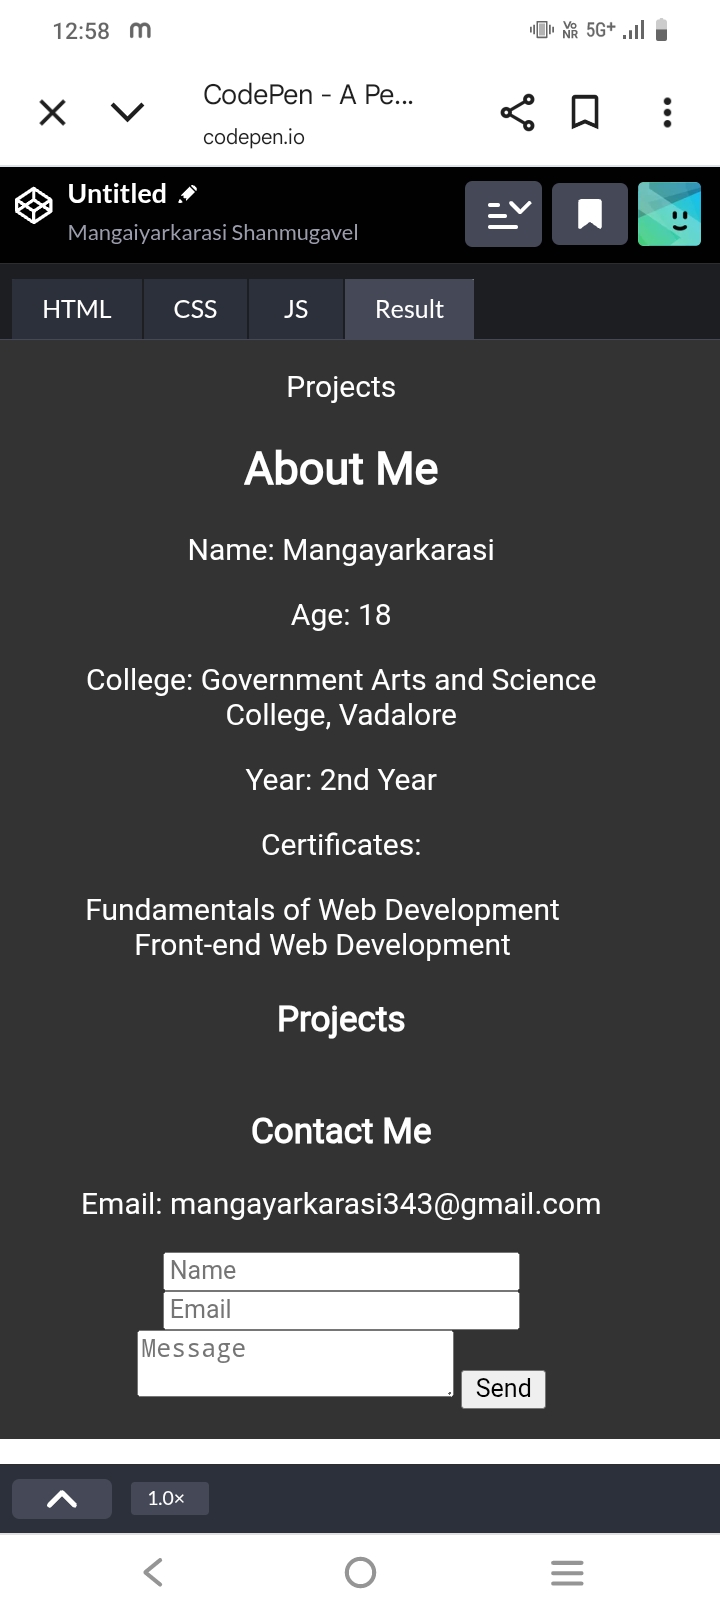 12:58 m Vo NR 5G+
CodePen - A Pe...
codepen.io
Untitled
Mangaiyarkarasi Shanmugavel
HTML CSS JS Result
Projects
About Me
Name: Mangayarkarasi
Age: 18
College: Government Arts and Science
College, Vadalore
Year: 2nd Year
Certificates:
Fundamentals of Web Development
Front-end Web Development
Projects
Contact Me
Email: mangayarkarasi343@gmail.com
Name
Email
Message
Send
1.0×